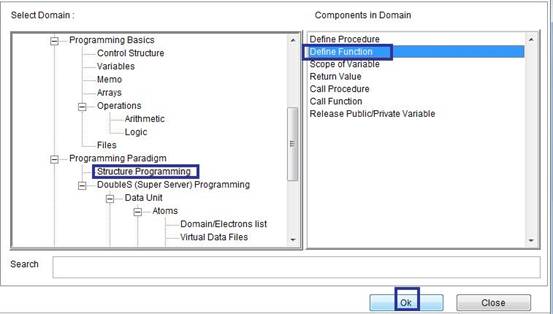 Select Domain :
Components in Domain
Programming Basics
Control Structure
Variables
Memo
Arrays
Operations
Arithmetic
Logic
Files
Programming Paradigm
Structure Programming
DoubleS (Super Server) Programming
Data Unit
Atoms
Domain/Electrons list
Virtual Data Files
Define Procedure
Define Function
Scope of Variable
Return Value
Call Procedure
Call Function
Release Public/Private Variable
Search
Ok
Close